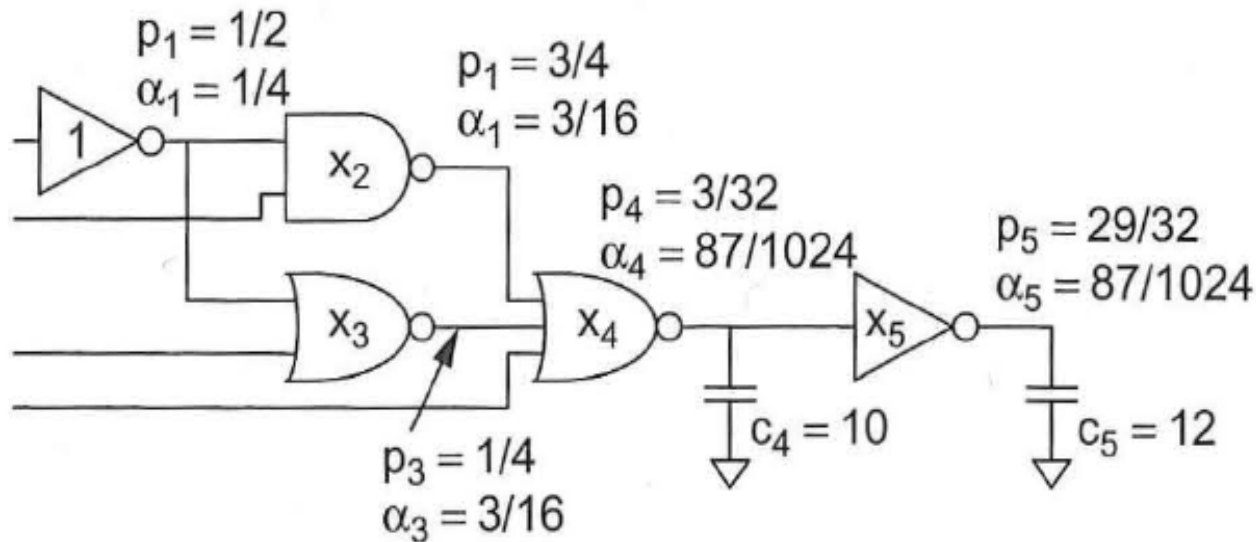 p₁ = 1/2
α₁ = 1/4
p₁ = 3/4
α₁ = 3/16
1
x₂
p₄ = 3/32
α₄ = 87/1024
p₅ = 29/32
α₅ = 87/1024
x₃
x₄
x₅
c₄ = 10
c₅ = 12
p₃ = 1/4
α₃ = 3/16